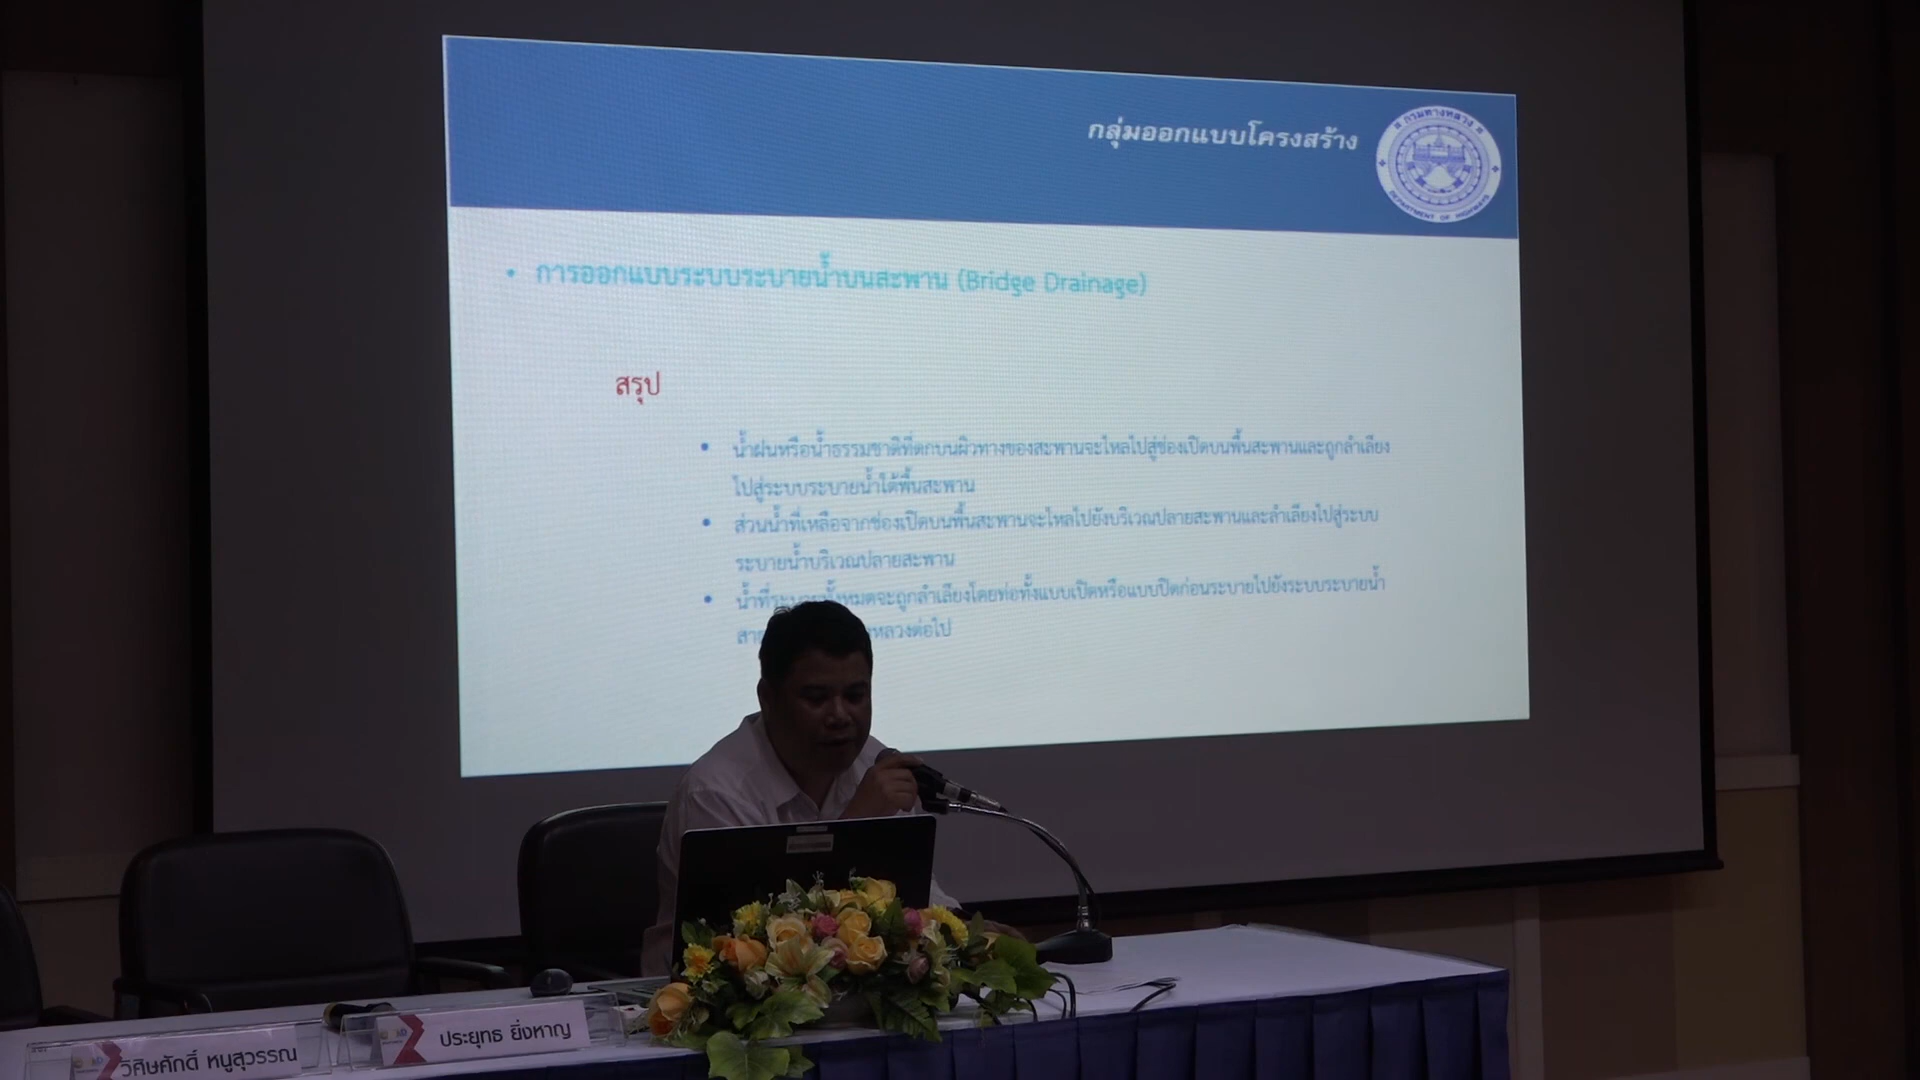 กลุ่มออกแบบโครงสร้าง
กรมทางหลวง
DEPARTMENT OF HIGHWAYS
• การออกแบบระบบระบายน้ำบนสะพาน (Bridge Drainage)
สรุป
• น้ำฝนหรือน้ำธรรมชาติที่ตกบนผิวทางของสะพานจะไหลไปสู่ช่องเปิดบนพื้นสะพานและถูกลำเลียง
ไปสู่ระบบระบายน้ำใต้พื้นสะพาน
• ส่วนน้ำที่เหลือจากช่องเปิดบนพื้นสะพานจะไหลไปยังบริเวณปลายสะพานและลำเลียงไปสู่ระบบ
ระบายน้ำบริเวณปลายสะพาน
• น้ำที่ระบายทั้งหมดจะถูกลำเลียงโดยท่อทั้งแบบเปิดหรือแบบปิดก่อนระบายไปยังระบบระบายน้ำ
หลวงต่อไป
ประยุทธ ยิ่งหาญ
วิศิษศักดิ์ หนูสุวรรณ